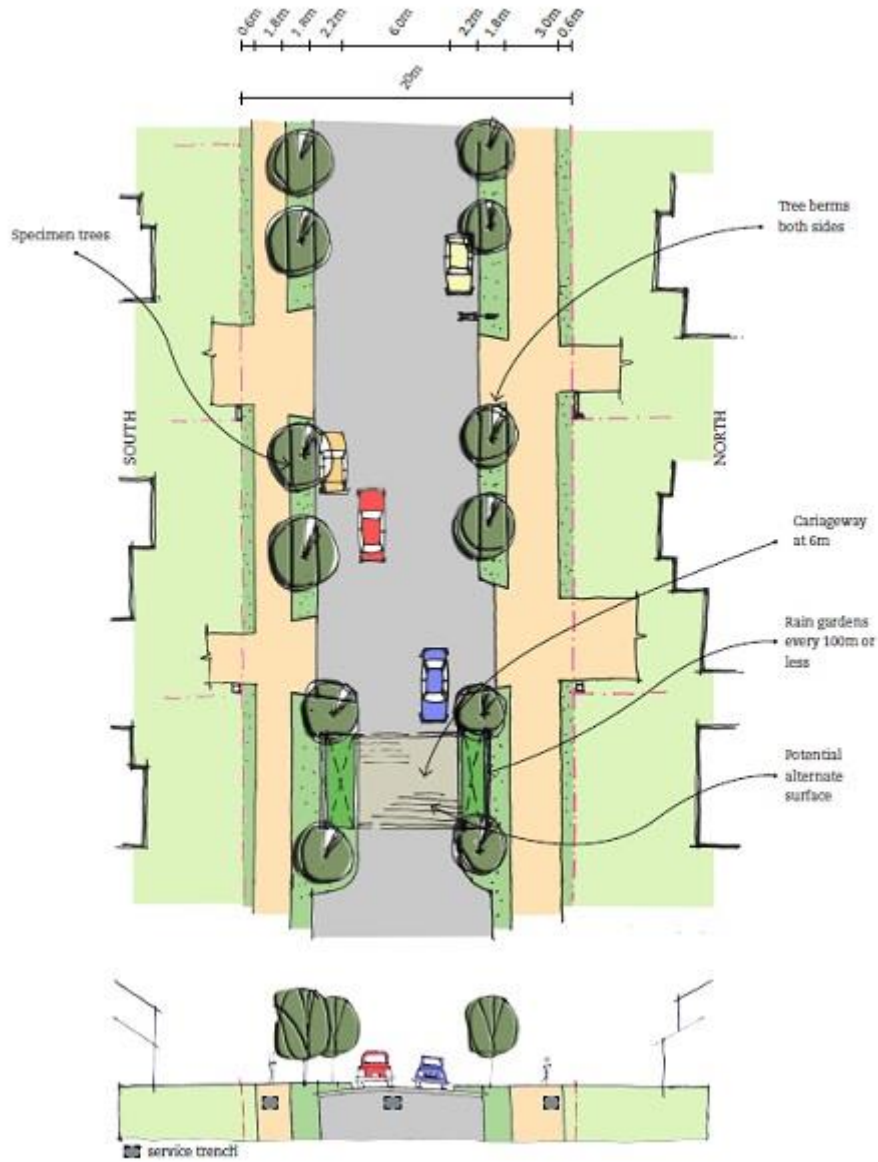 0.6m 1.8m 1.8m 2.2m 6.0m 2.2m 1.8m 3.0m 0.6m
20m
Specimen trees
Tree berms
both sides
SOUTH
NORTH
Cariageway
at 6m
Rain gardens
every 100m or
less
Potential
alternate
surface
service trench